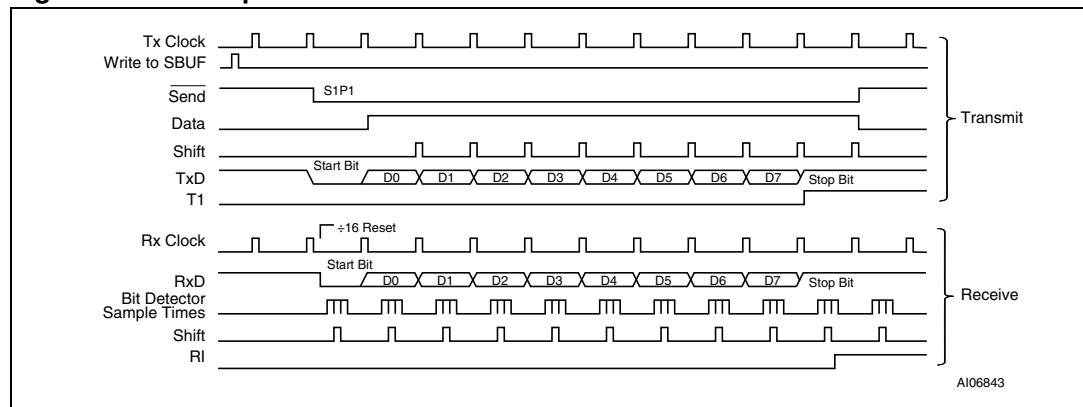 Tx Clock
Write to SBUF
Send
S1P1
Data
Shift
Start Bit
TxD
D0 D1 D2 D3 D4 D5 D6 D7
Stop Bit
T1
Transmit
÷16 Reset
Rx Clock
Start Bit
RxD
D0 D1 D2 D3 D4 D5 D6 D7
Stop Bit
Bit Detector
Sample Times
Shift
RI
Receive
AI06843